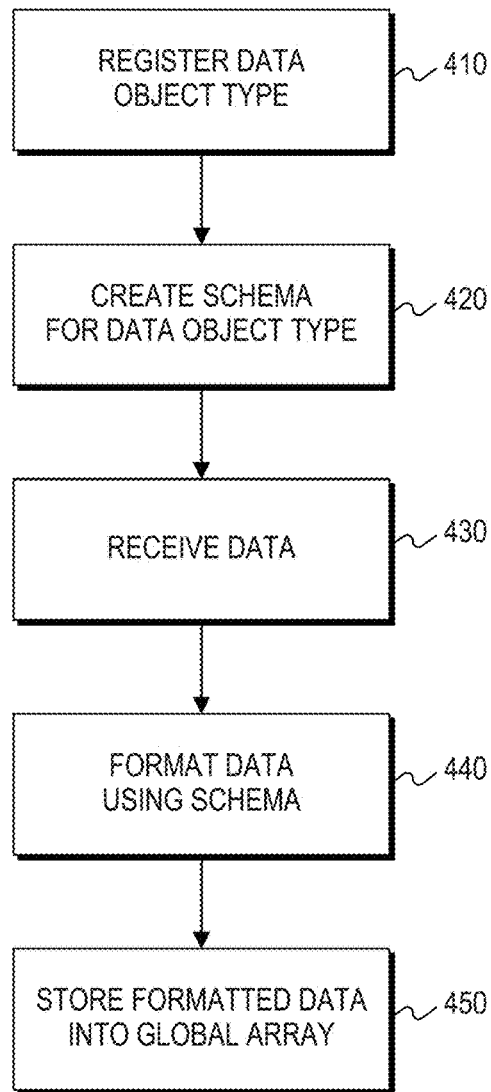 REGISTER DATA
OBJECT TYPE
410
CREATE SCHEMA
FOR DATA OBJECT TYPE
420
RECEIVE DATA
430
FORMAT DATA
USING SCHEMA
440
STORE FORMATTED DATA
INTO GLOBAL ARRAY
450